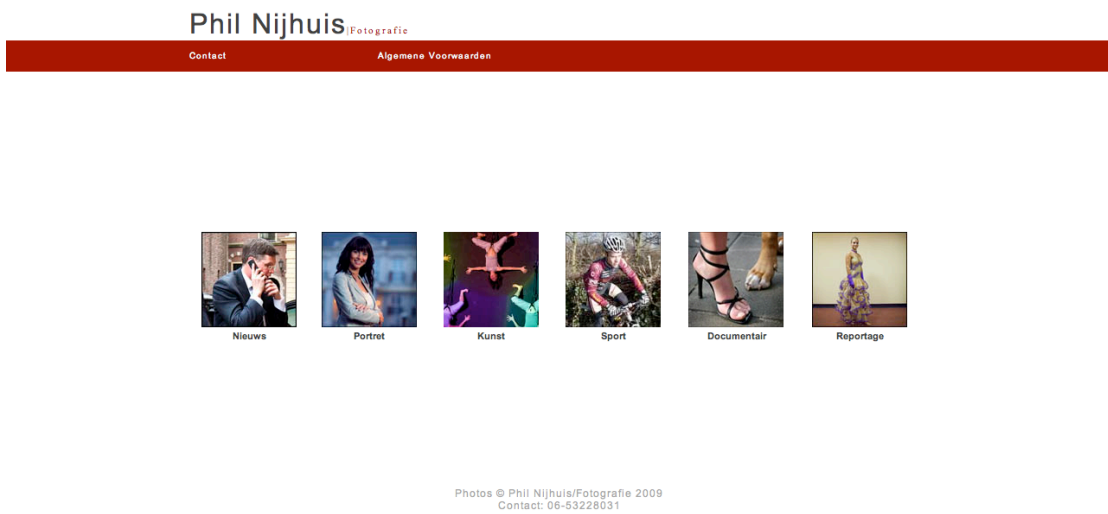 Phil Nijhuis|Fotografie
Contact Algemene Voorwaarden
Nieuws Portret Kunst Sport Documentair Reportage
Photos © Phil Nijhuis/Fotografie 2009
Contact: 06-53228031